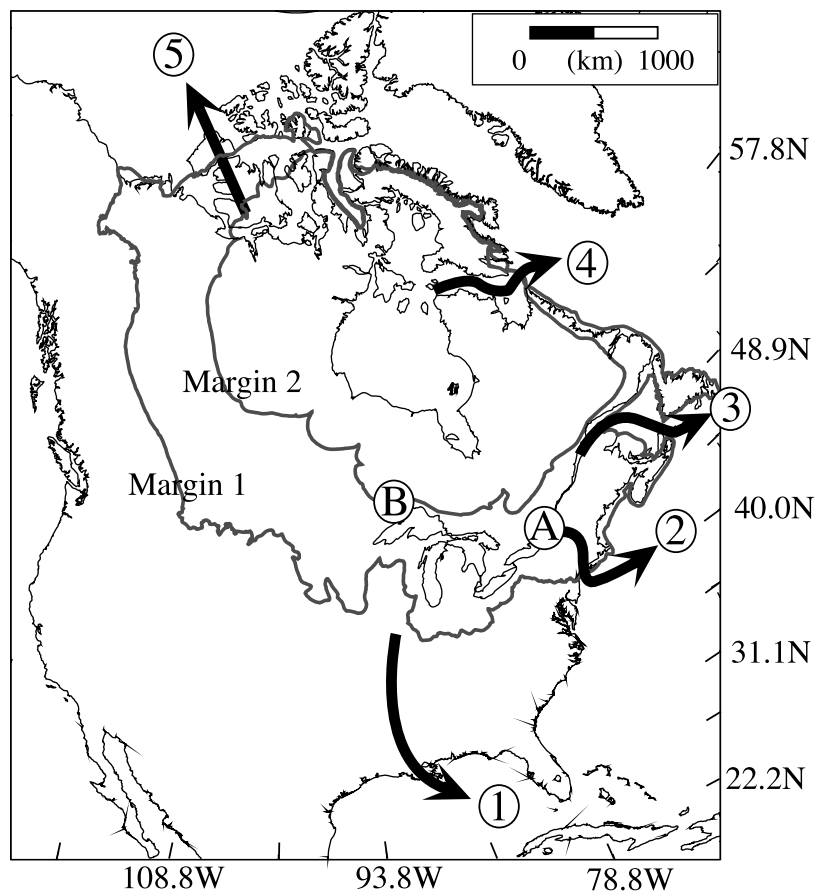 0 (km) 1000
5
57.8N
4
48.9N
Margin 2
3
Margin 1
B
40.0N
A
2
31.1N
22.2N
1
108.8W 93.8W 78.8W